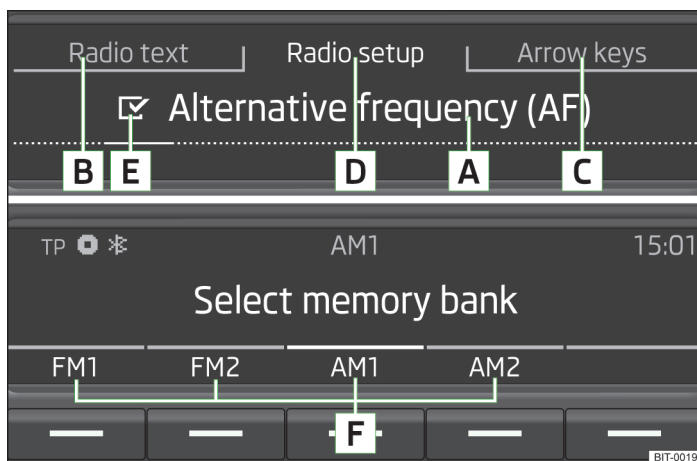 Radio text Radio setup Arrow keys
Alternative frequency (AF)
B E D A C
TP AM1 15:01
Select memory bank
FM1 FM2 AM1 AM2
F
BIT-0019